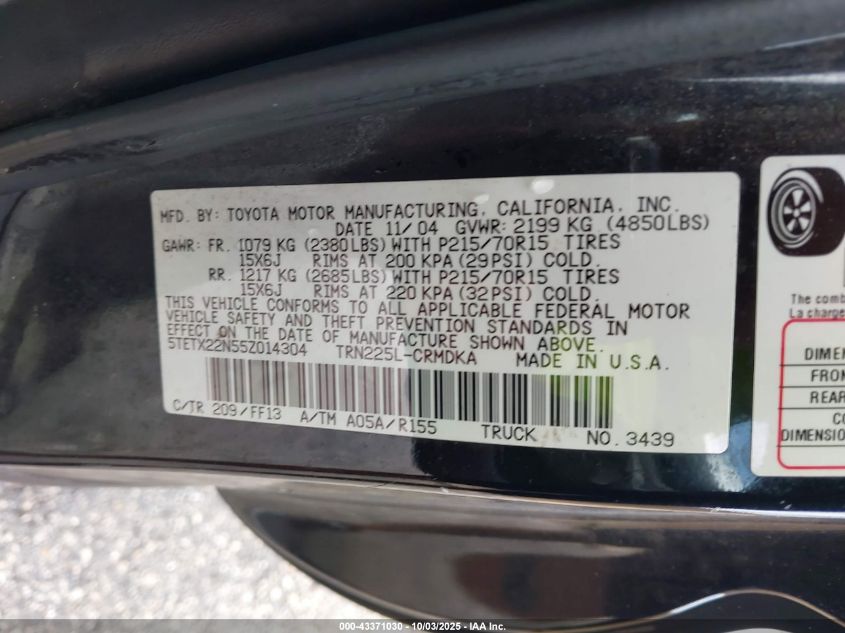 MFD. BY: TOYOTA MOTOR MANUFACTURING, CALIFORNIA, INC.
DATE 11/04 GVWR: 2199 KG (4850LBS)
GAWR: FR. 1079 KG (2380LBS) WITH P215/70R15 TIRES
15X6J RIMS AT 200 KPA (29PSI) COLD.
RR. 1217 KG (2685LBS) WITH P215/70R15 TIRES
15X6J RIMS AT 220 KPA (32PSI) COLD.
THIS VEHICLE CONFORMS TO ALL APPLICABLE FEDERAL MOTOR
VEHICLE SAFETY AND THEFT PREVENTION STANDARDS IN
EFFECT ON THE DATE OF MANUFACTURE SHOWN ABOVE.
5TETX22N55Z014304 TRN225L-CRMDKA MADE IN U.S.A.
C/TR 209/FF13 A/TM A05A/R155 TRUCK NO. 3439
The comb
La charge
DIMEN
FRON
REAR
CO
DIMENSION
000-43371030 - 10/03/2025 - IAA, Inc.